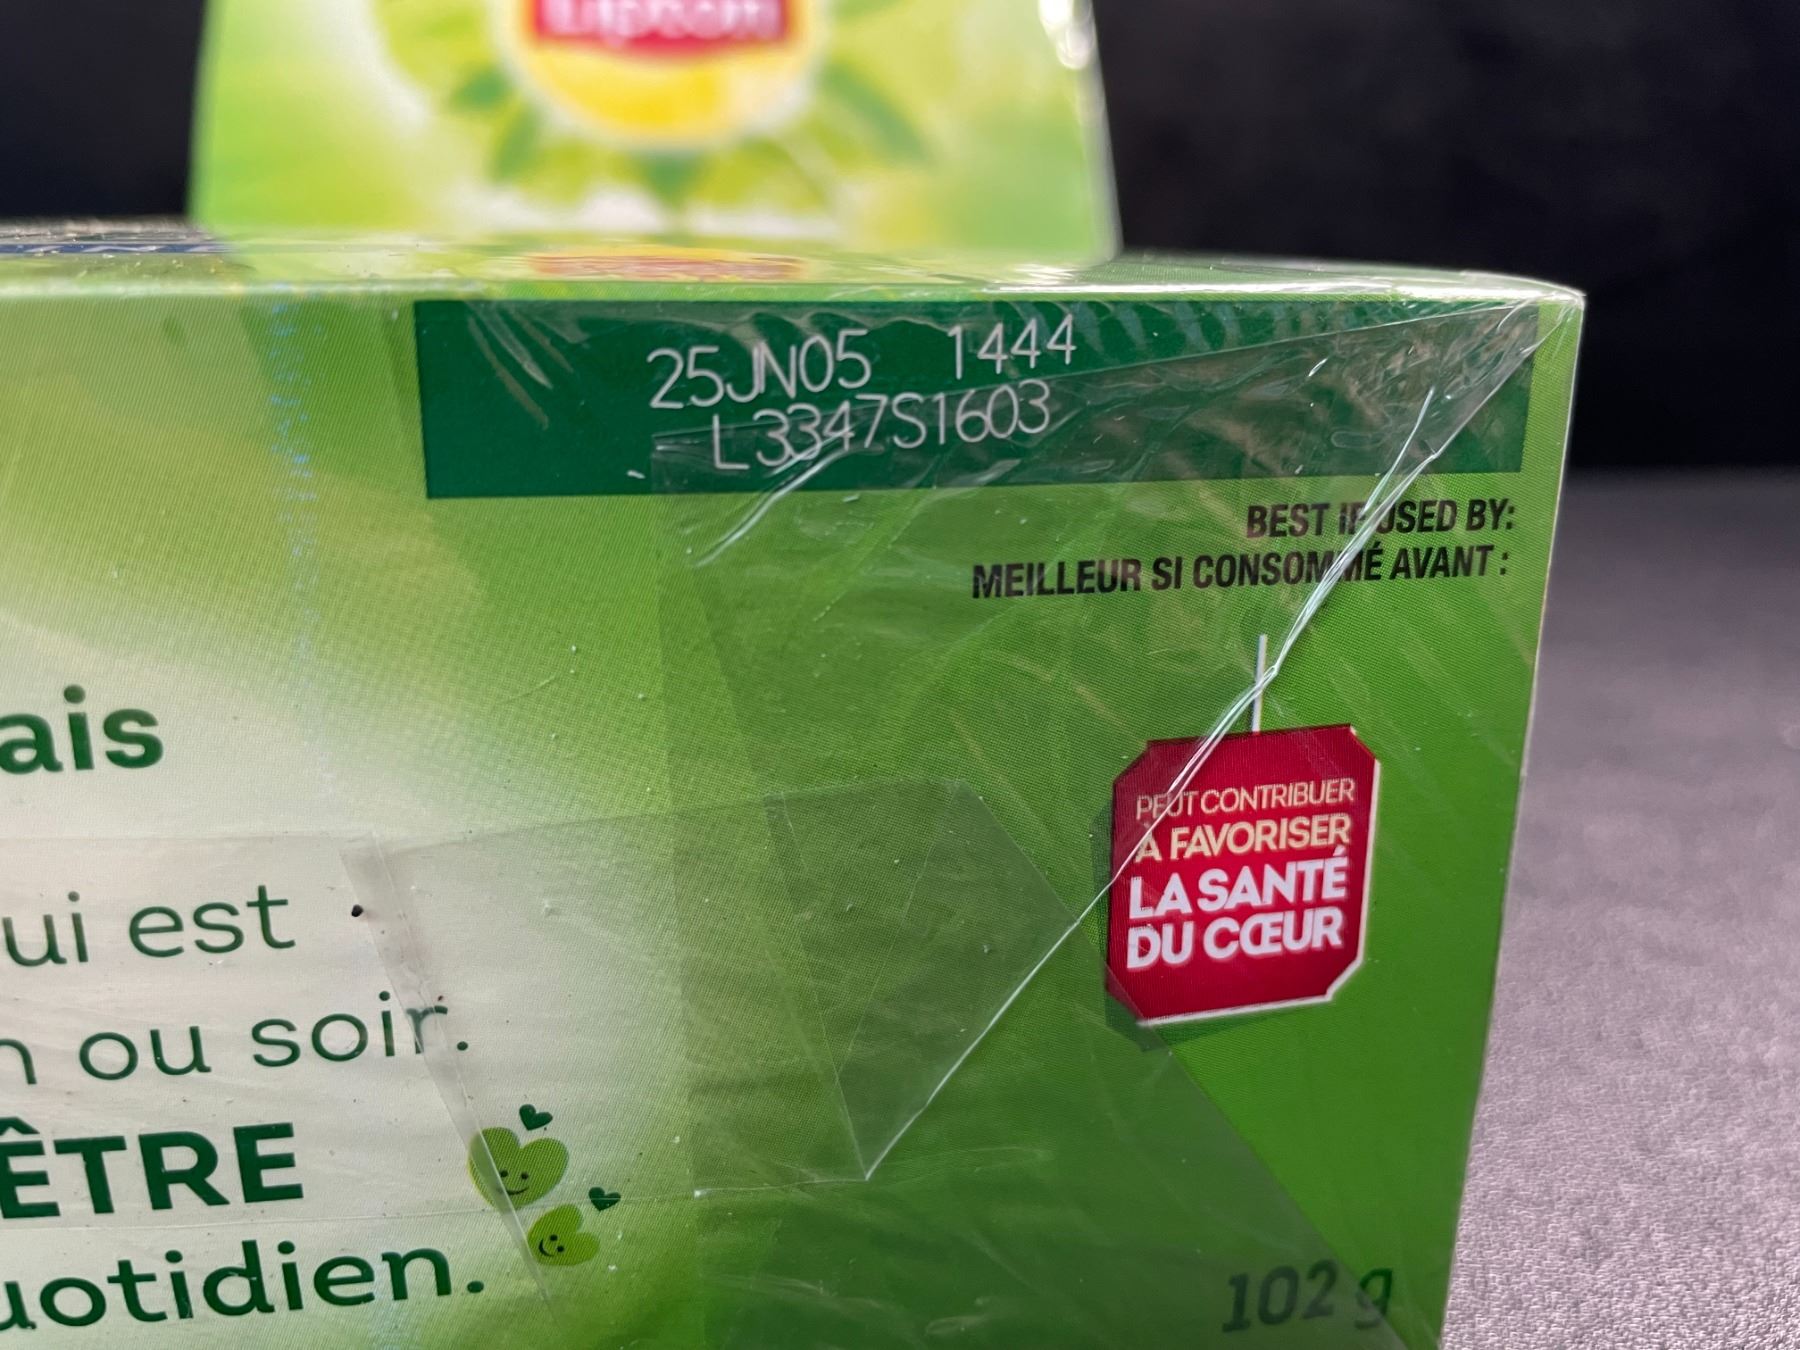 Lipton
25JN05 1444
L3347S1603
BEST IF USED BY:
MEILLEUR SI CONSOMMÉ AVANT :
PEUT CONTRIBUER
À FAVORISER
LA SANTÉ
DU CŒUR
ais
ui est
n ou soir.
ÊTRE
uotidien.
102 g